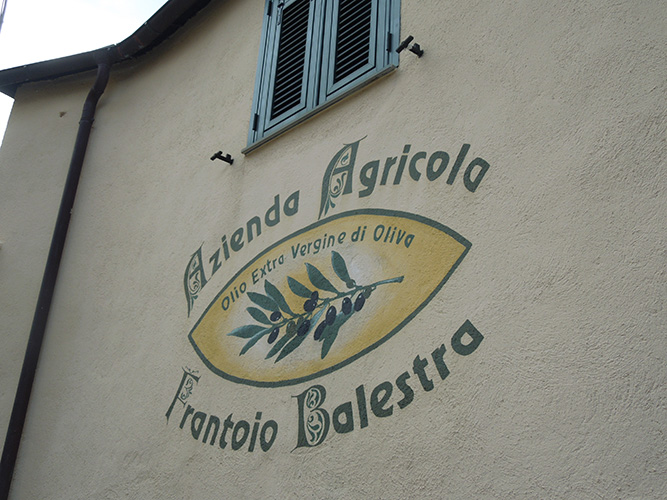 Azienda Agricola
Olio Extra Vergine di Oliva
Frantoio Balestra